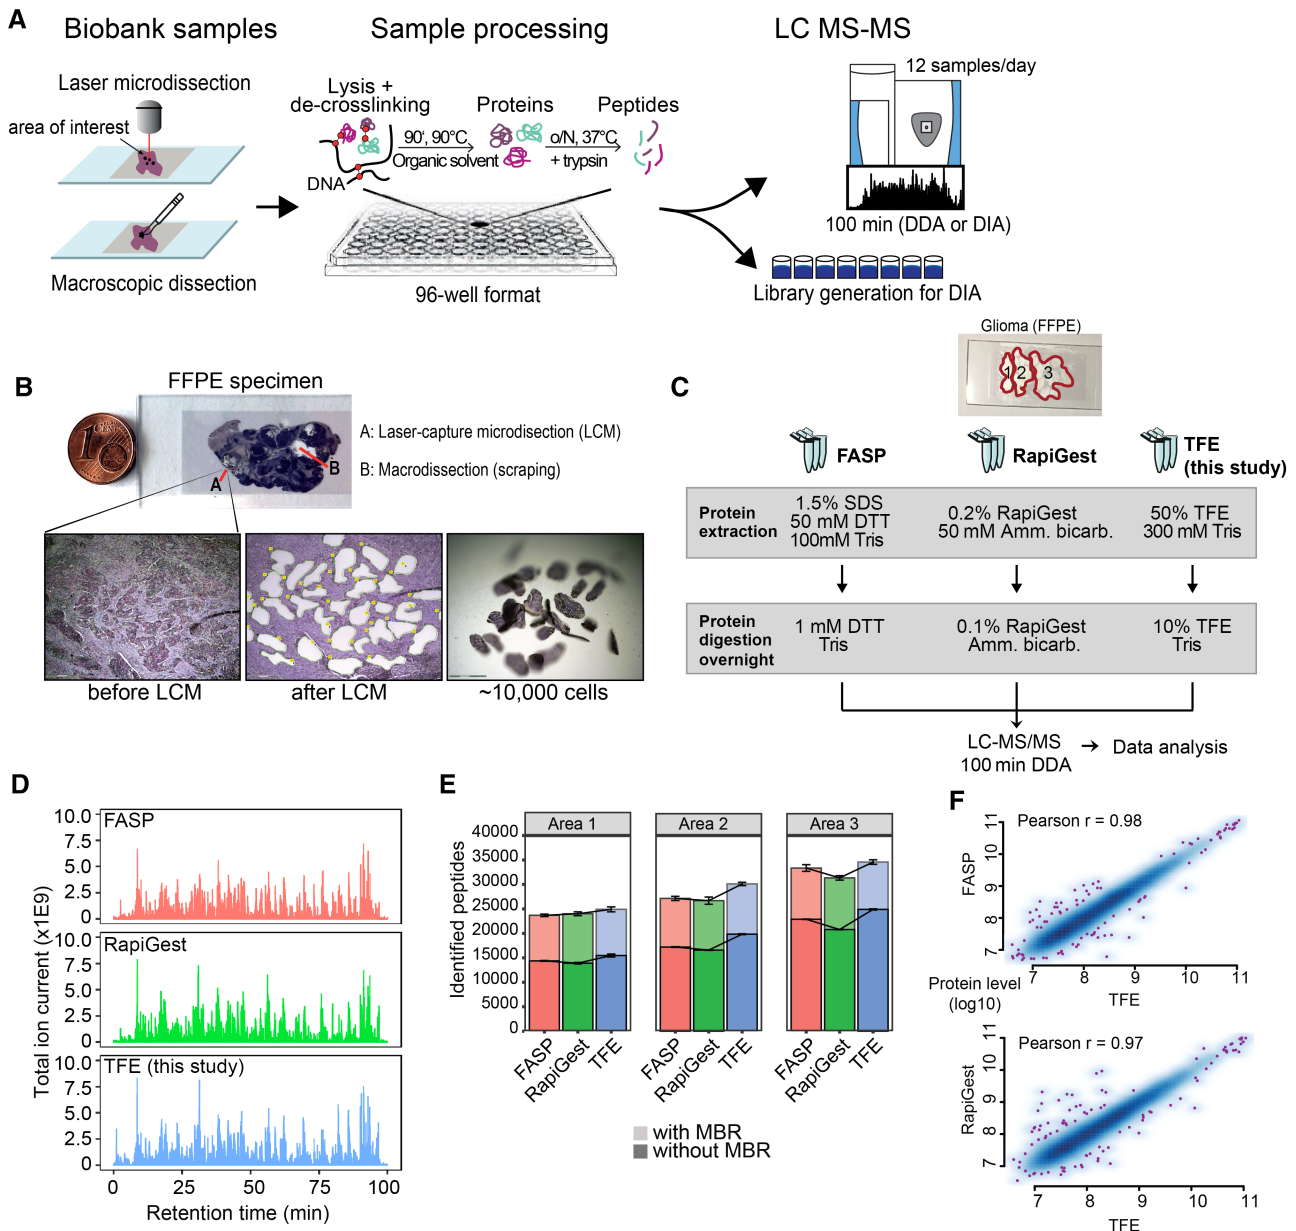 A
Biobank samples
Sample processing
LC MS-MS
Laser microdissection
area of interest
Macroscopic dissection
Lysis +
de-crosslinking
DNA
90‘, 90°C
Organic solvent
Proteins
o/N, 37°C
+ trypsin
Peptides
96-well format
12 samples/day
100 min (DDA or DIA)
Library generation for DIA
B
FFPE specimen
1
CENT
A
B
A: Laser-capture microdisection (LCM)
B: Macrodissection (scraping)
before LCM
after LCM
~10,000 cells
C
Glioma (FFPE)
1 2 3
FASP
RapiGest
TFE
(this study)
Protein
extraction
1.5% SDS
50 mM DTT
100mM Tris
0.2% RapiGest
50 mM Amm. bicarb.
50% TFE
300 mM Tris
Protein
digestion
overnight
1 mM DTT
Tris
0.1% RapiGest
Amm. bicarb.
10% TFE
Tris
LC-MS/MS
100 min DDA
Data analysis
D
Total ion current (x1E9)
10.0
7.5
5.0
2.5
0
FASP
10.0
7.5
5.0
2.5
0
RapiGest
10.0
7.5
5.0
2.5
0
TFE (this study)
0 25 50 75 100
Retention time (min)
E
Identified peptides
40000
35000
30000
25000
20000
15000
10000
5000
0
Area 1
Area 2
Area 3
FASP
RapiGest
TFE
FASP
RapiGest
TFE
FASP
RapiGest
TFE
with MBR
without MBR
F
Pearson r = 0.98
FASP
11
10
9
8
7
7 8 9 10 11
TFE
Protein level
(log10)
Pearson r = 0.97
RapiGest
11
10
9
8
7
7 8 9 10 11
TFE